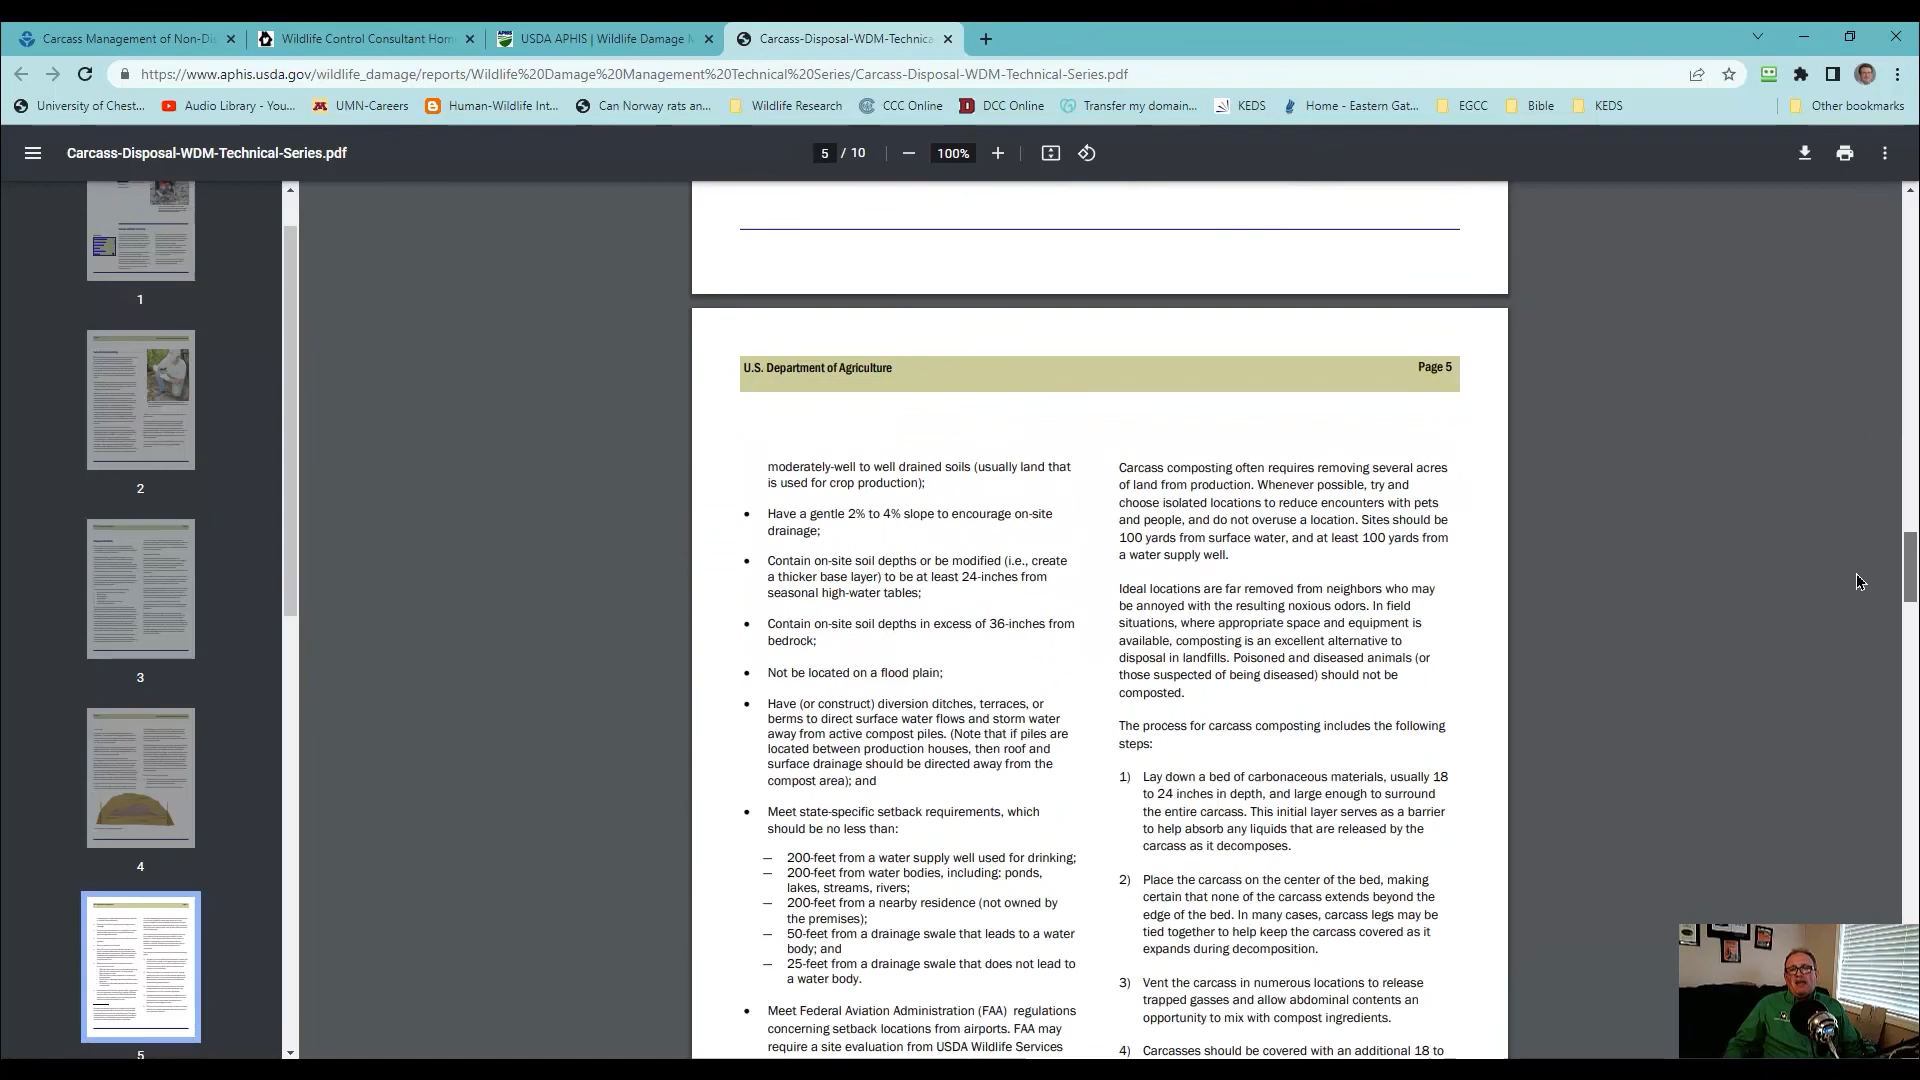 Carcass Management of Non-Di
Wildlife Control Consultant Hom
USDA APHIS | Wildlife Damage M
Carcass-Disposal-WDM-Technica
https://www.aphis.usda.gov/wildlife_damage/reports/Wildlife%20Damage%20Management%20Technical%20Series/Carcass-Disposal-WDM-Technical-Series.pdf
University of Chest...
Audio Library - You...
UMN-Careers
Human-Wildlife Int...
Can Norway rats an...
Wildlife Research
CCC Online
DCC Online
Transfer my domain...
KEDS
Home - Eastern Gat...
EGCC
Bible
KEDS
Other bookmarks
Carcass-Disposal-WDM-Technical-Series.pdf
5 / 10
100%
1
2
3
4
5
U.S. Department of Agriculture
Page 5
moderately-well to well drained soils (usually land that
is used for crop production);
• Have a gentle 2% to 4% slope to encourage on-site
drainage;
• Contain on-site soil depths or be modified (i.e., create
a thicker base layer) to be at least 24-inches from
seasonal high-water tables;
• Contain on-site soil depths in excess of 36-inches from
bedrock;
• Not be located on a flood plain;
• Have (or construct) diversion ditches, terraces, or
berms to direct surface water flows and storm water
away from active compost piles. (Note that if piles are
located between production houses, then roof and
surface drainage should be directed away from the
compost area); and
• Meet state-specific setback requirements, which
should be no less than:
— 200-feet from a water supply well used for drinking;
— 200-feet from water bodies, including: ponds,
lakes, streams, rivers;
— 200-feet from a nearby residence (not owned by
the premises);
— 50-feet from a drainage swale that leads to a water
body; and
— 25-feet from a drainage swale that does not lead to
a water body.
• Meet Federal Aviation Administration (FAA) regulations
concerning setback locations from airports. FAA may
require a site evaluation from USDA Wildlife Services
Carcass composting often requires removing several acres
of land from production. Whenever possible, try and
choose isolated locations to reduce encounters with pets
and people, and do not overuse a location. Sites should be
100 yards from surface water, and at least 100 yards from
a water supply well.
Ideal locations are far removed from neighbors who may
be annoyed with the resulting noxious odors. In field
situations, where appropriate space and equipment is
available, composting is an excellent alternative to
disposal in landfills. Poisoned and diseased animals (or
those suspected of being diseased) should not be
composted.
The process for carcass composting includes the following
steps:
1) Lay down a bed of carbonaceous materials, usually 18
to 24 inches in depth, and large enough to surround
the entire carcass. This initial layer serves as a barrier
to help absorb any liquids that are released by the
carcass as it decomposes.
2) Place the carcass on the center of the bed, making
certain that none of the carcass extends beyond the
edge of the bed. In many cases, carcass legs may be
tied together to help keep the carcass covered as it
expands during decomposition.
3) Vent the carcass in numerous locations to release
trapped gasses and allow abdominal contents an
opportunity to mix with compost ingredients.
4) Carcasses should be covered with an additional 18 to